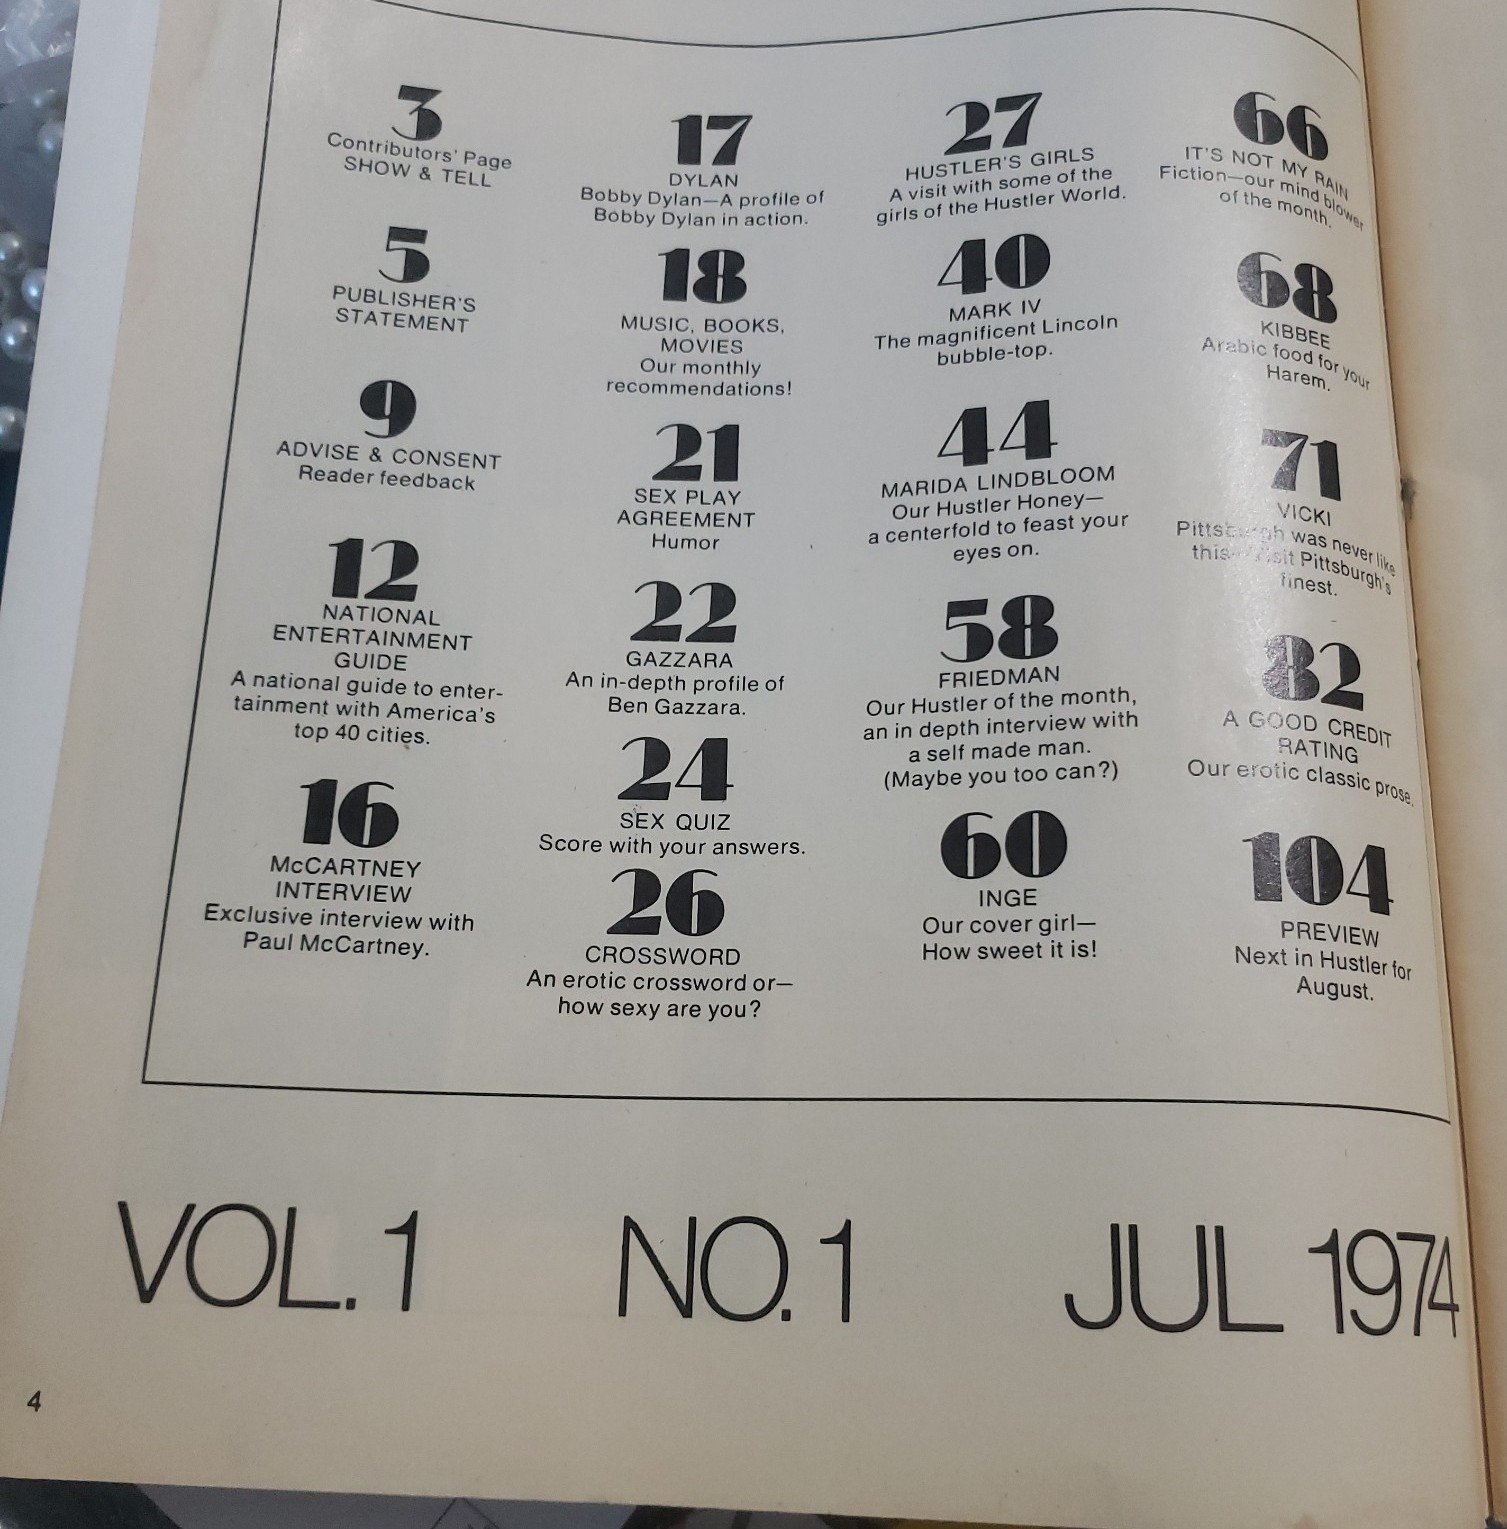 3
Contributors' Page
SHOW & TELL
5
PUBLISHER'S
STATEMENT
9
ADVISE & CONSENT
Reader feedback
12
NATIONAL
ENTERTAINMENT
GUIDE
A national guide to enter-
tainment with America's
top 40 cities.
16
McCARTNEY
INTERVIEW
Exclusive interview with
Paul McCartney.
17
DYLAN
Bobby Dylan—A profile of
Bobby Dylan in action.
18
MUSIC, BOOKS,
MOVIES
Our monthly
recommendations!
21
SEX PLAY
AGREEMENT
Humor
22
GAZZARA
An in-depth profile of
Ben Gazzara.
24
SEX QUIZ
Score with your answers.
26
CROSSWORD
An erotic crossword or—
how sexy are you?
27
HUSTLER'S GIRLS
A visit with some of the
girls of the Hustler World.
40
MARK IV
The magnificent Lincoln
bubble-top.
44
MARIDA LINDBLOOM
Our Hustler Honey—
a centerfold to feast your
eyes on.
58
FRIEDMAN
Our Hustler of the month,
an in depth interview with
a self made man.
(Maybe you too can?)
60
INGE
Our cover girl—
How sweet it is!
66
IT'S NOT MY RAIN
Fiction—our mind blower
of the month.
68
KIBBEE
Arabic food for your
Harem.
71
VICKI
Pittsburgh was never like
this—Visit Pittsburgh's
finest.
82
A GOOD CREDIT
RATING
Our erotic classic prose.
104
PREVIEW
Next in Hustler for
August.
VOL. 1 NO. 1 JUL 1974
4